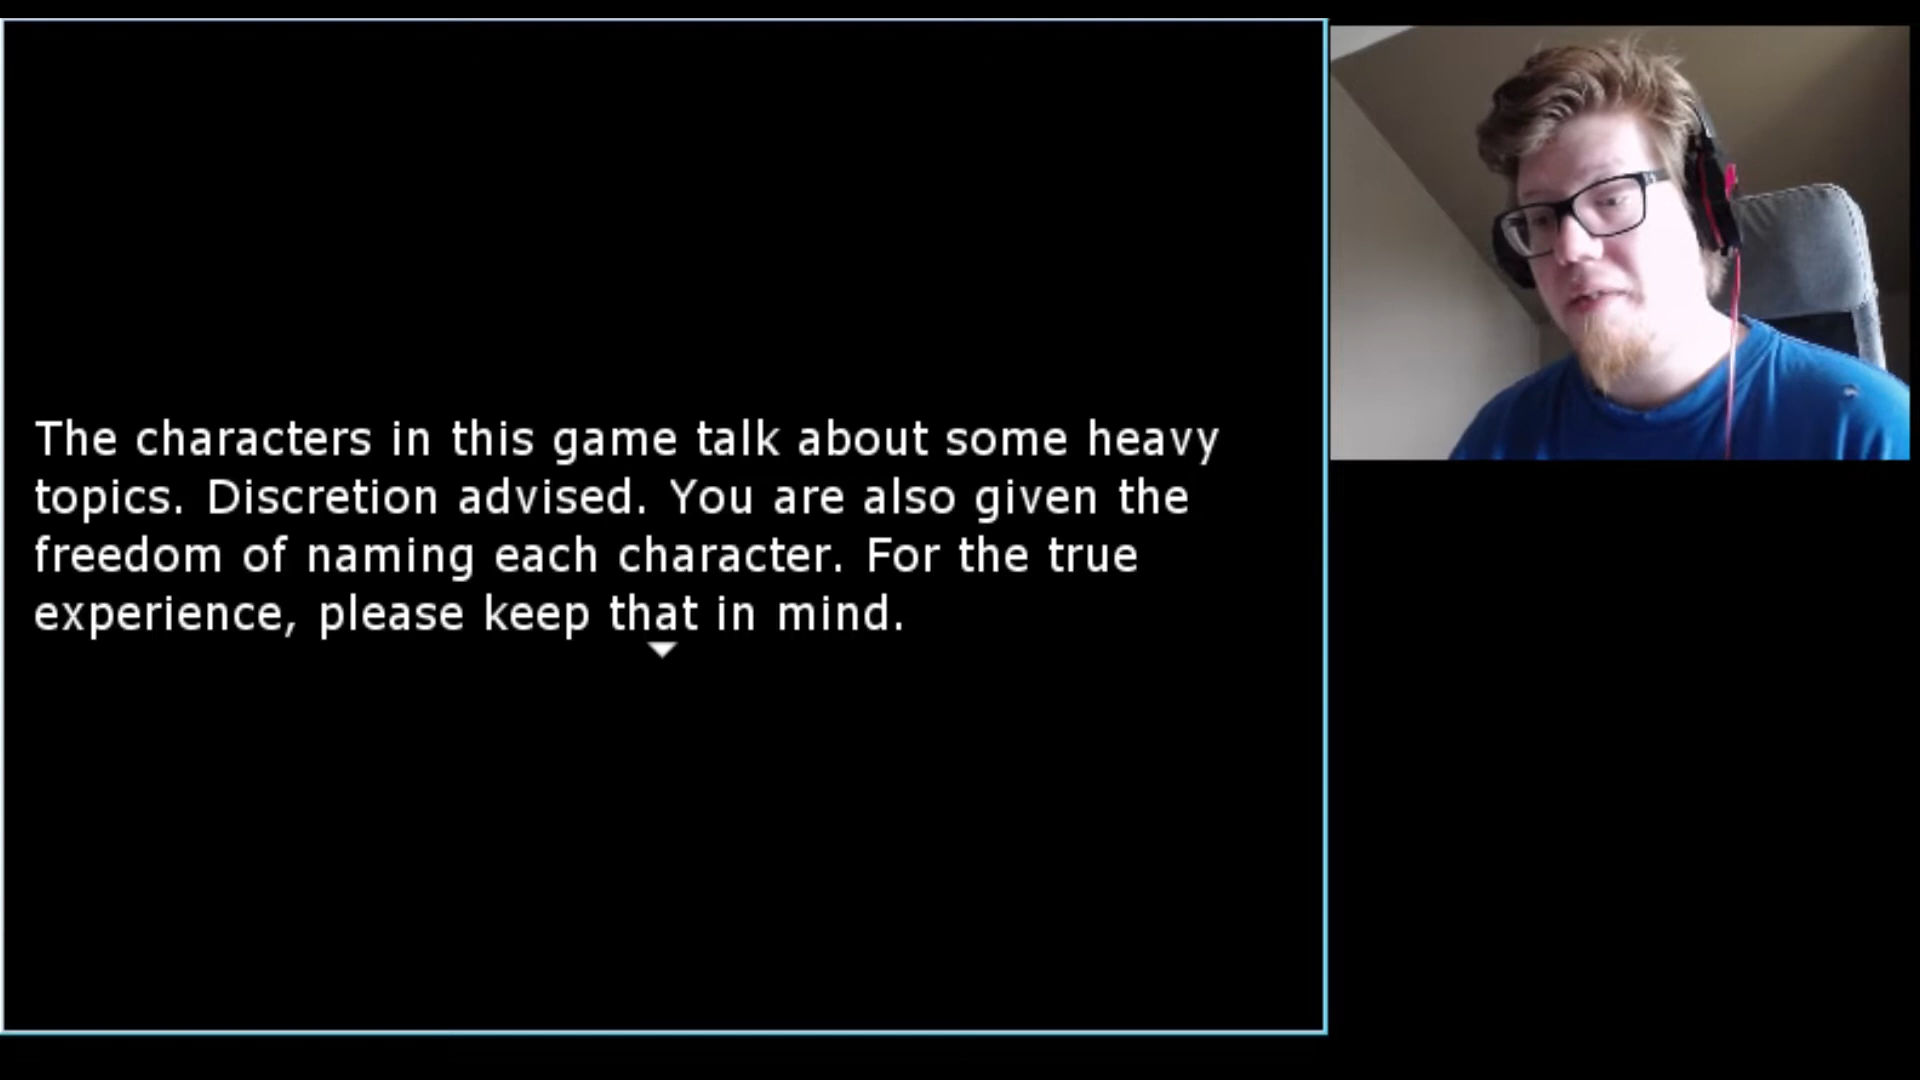 The characters in this game talk about some heavy
topics. Discretion advised. You are also given the
freedom of naming each character. For the true
experience, please keep that in mind.